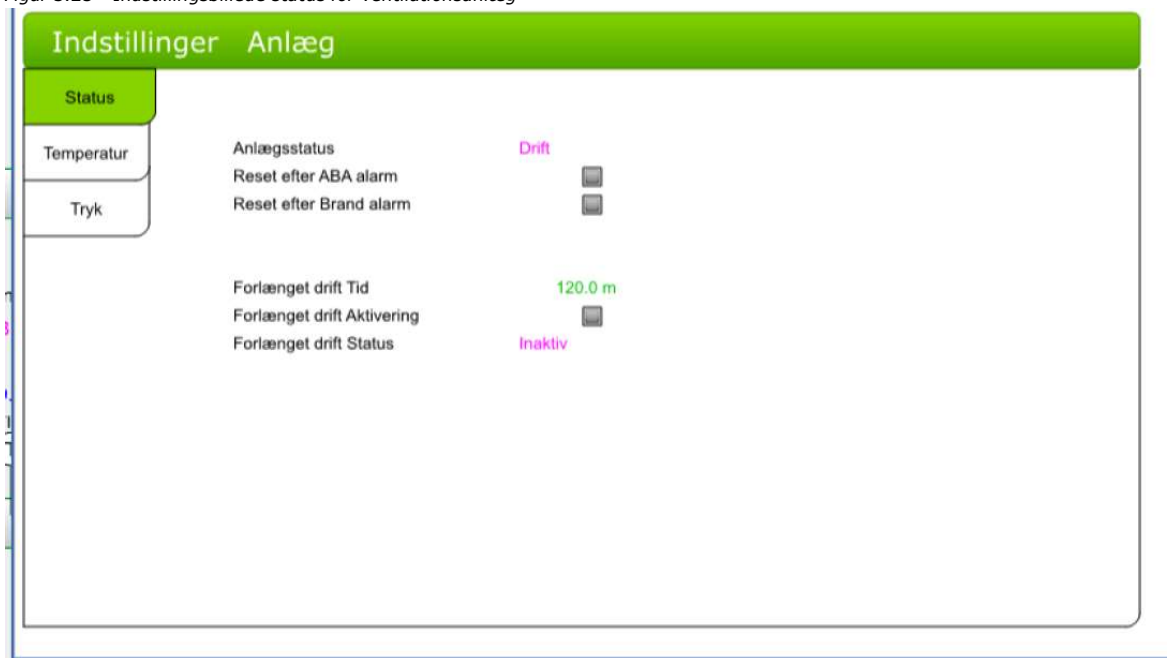 Indstillinger Anlæg
Status
Temperatur
Tryk
Anlægsstatus Drift
Reset efter ABA alarm
Reset efter Brand alarm
Forlænget drift Tid 120.0 m
Forlænget drift Aktivering
Forlænget drift Status Inaktiv